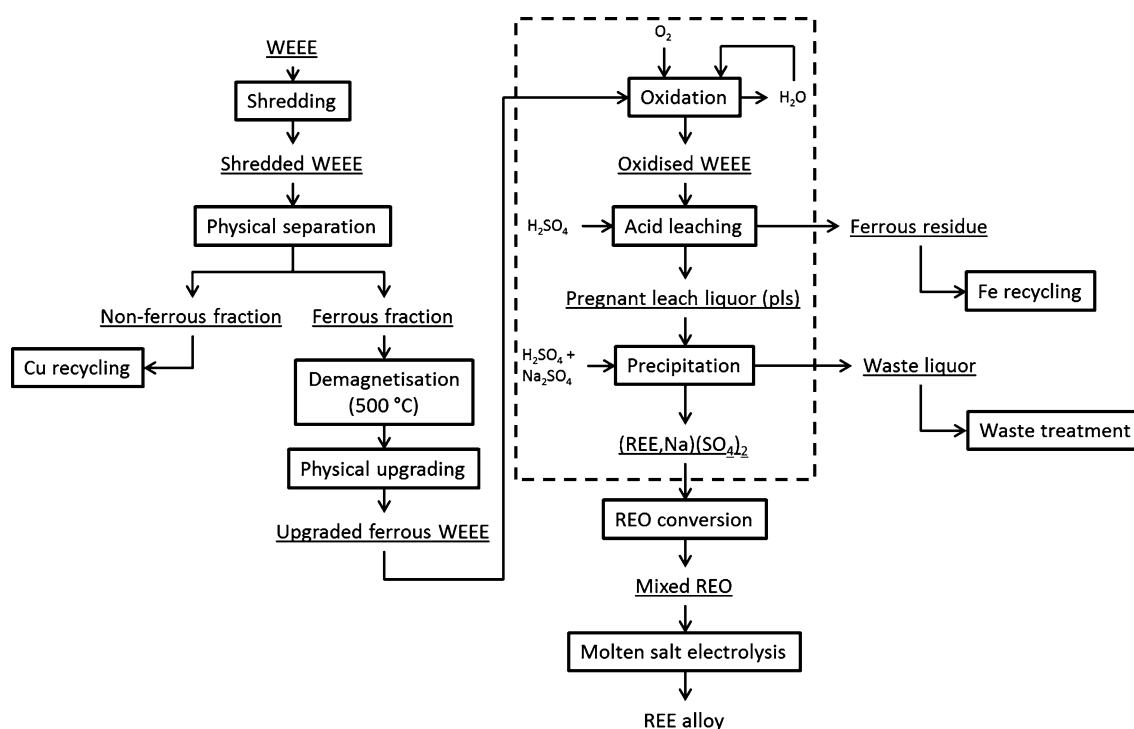 WEEE
Shredding
Shredded WEEE
Physical separation
Non-ferrous fraction
Ferrous fraction
Cu recycling
Demagnetisation
(500 °C)
Physical upgrading
Upgraded ferrous WEEE
O₂
Oxidation
H₂O
Oxidised WEEE
H₂SO₄
Acid leaching
Ferrous residue
Fe recycling
Pregnant leach liquor (pls)
H₂SO₄ +
Na₂SO₄
Precipitation
Waste liquor
Waste treatment
(REE,Na)(SO₄)₂
REO conversion
Mixed REO
Molten salt electrolysis
REE alloy